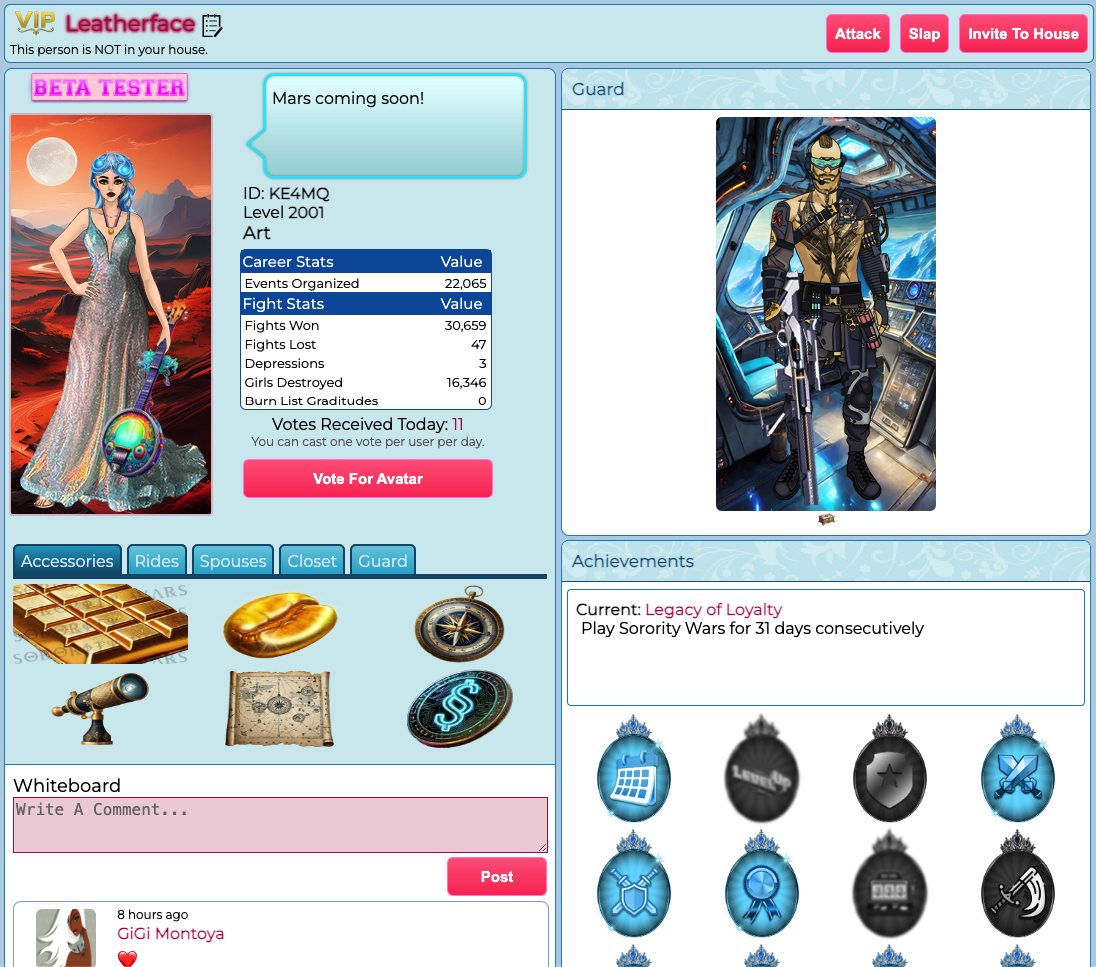 VIP Leatherface
This person is NOT in your house.
Attack
Slap
Invite To House
BETA TESTER
Mars coming soon!
ID: KE4MQ
Level 2001
Art
Career Stats Value
Events Organized 22,065
Fight Stats Value
Fights Won 30,659
Fights Lost 47
Depressions 3
Girls Destroyed 16,346
Burn List Graditudes 0
Votes Received Today: 11
You can cast one vote per user per day.
Vote For Avatar
Accessories
Rides
Spouses
Closet
Guard
Whiteboard
Write A Comment...
Post
8 hours ago
GiGi Montoya
Guard
Achievements
Current: Legacy of Loyalty
Play Sorority Wars for 31 days consecutively
LEVEL UP